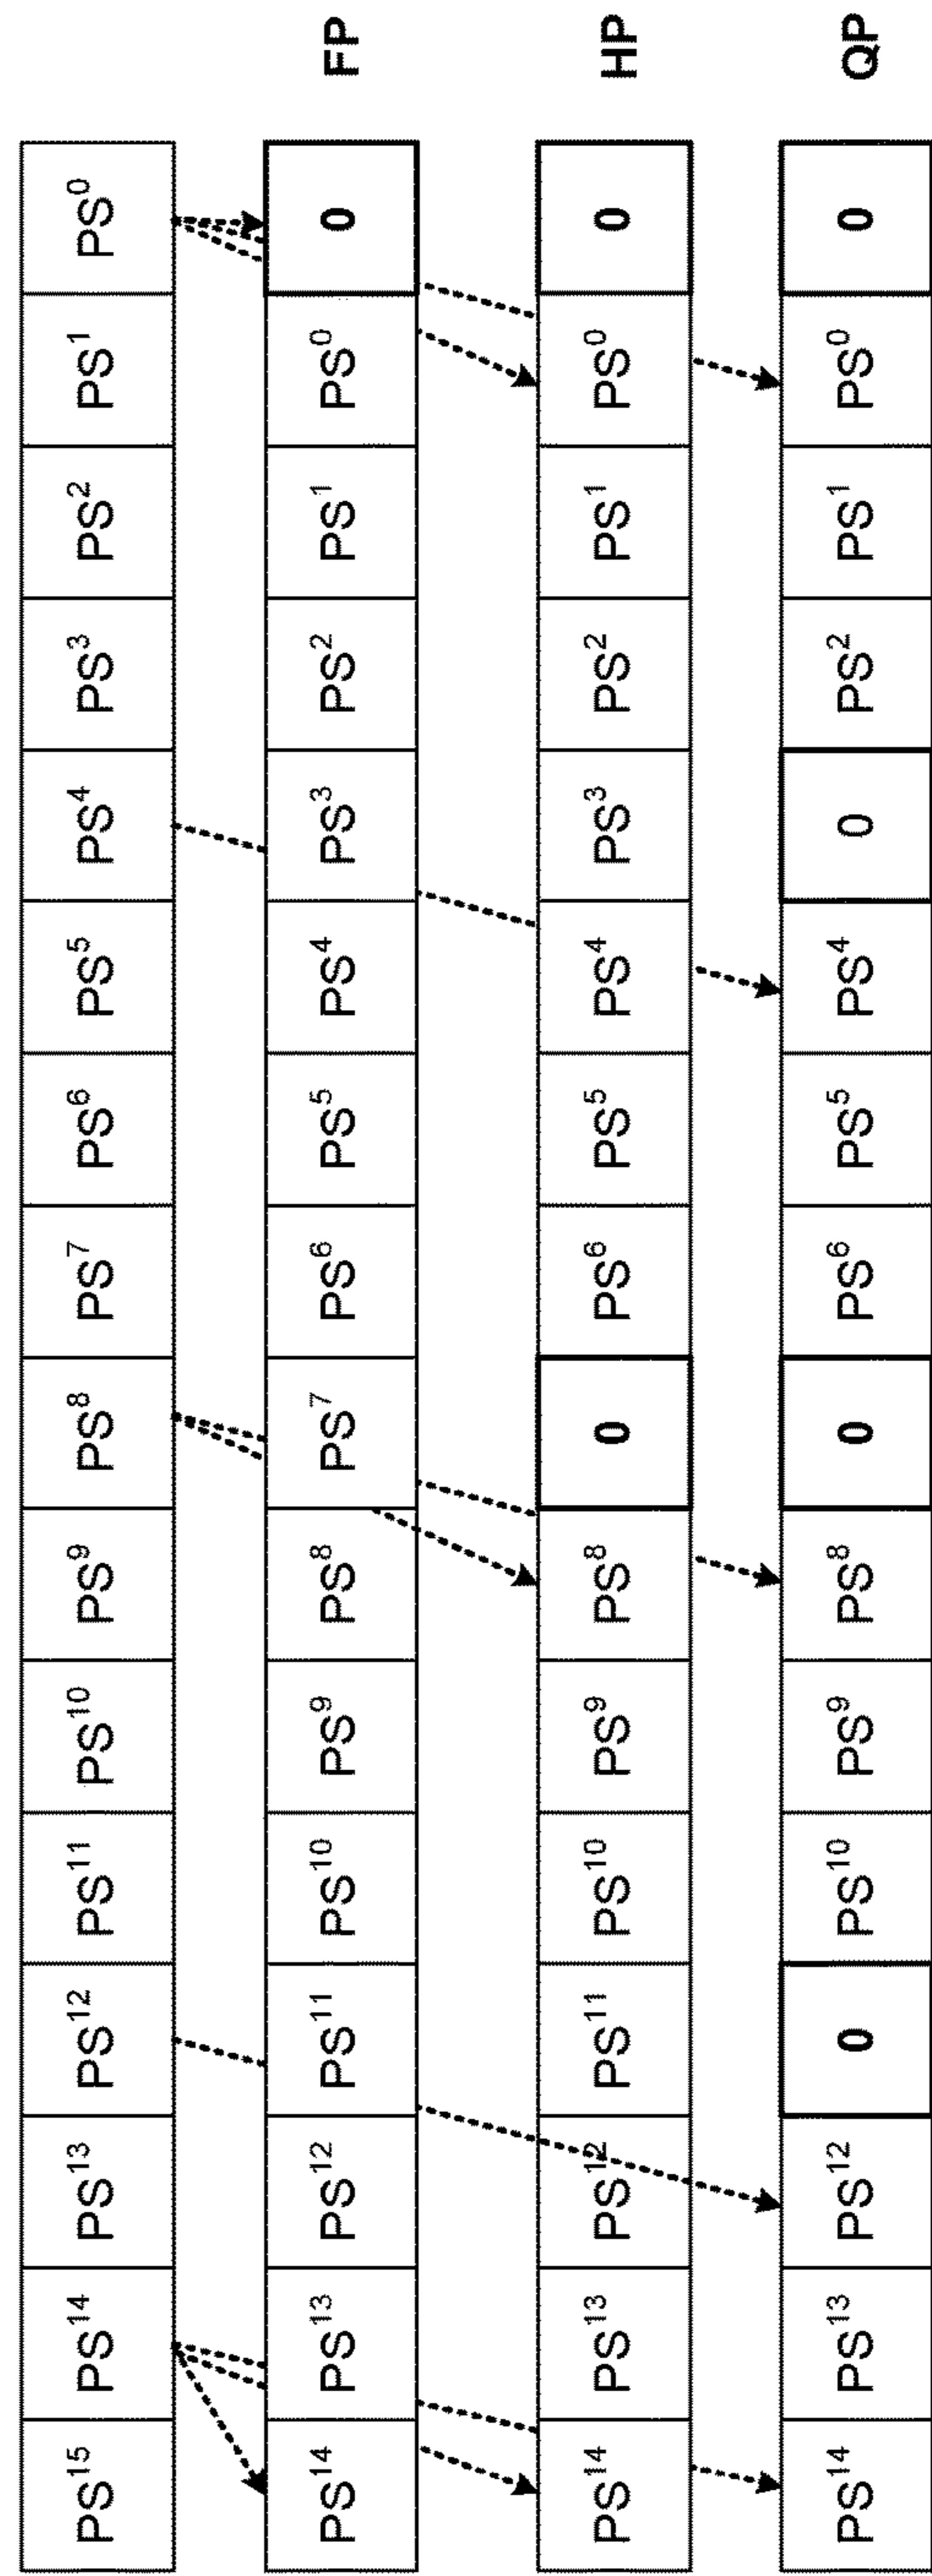 PS¹⁵ PS¹⁴ PS¹³ PS¹² PS¹¹ PS¹⁰ PS⁹ PS⁸ PS⁷ PS⁶ PS⁵ PS⁴ PS³ PS² PS¹ PS⁰
PS¹⁴ PS¹³ PS¹² PS¹¹ PS¹⁰ PS⁹ PS⁸ PS⁷ PS⁶ PS⁵ PS⁴ PS³ PS² PS¹ PS⁰ 0 FP
PS¹⁴ PS¹³ PS¹² PS¹¹ PS¹⁰ PS⁹ PS⁸ 0 PS⁶ PS⁵ PS⁴ PS³ PS² PS¹ PS⁰ 0 HP
PS¹⁴ PS¹³ PS¹² 0 PS¹⁰ PS⁹ PS⁸ 0 PS⁶ PS⁵ PS⁴ 0 PS² PS¹ PS⁰ 0 QP